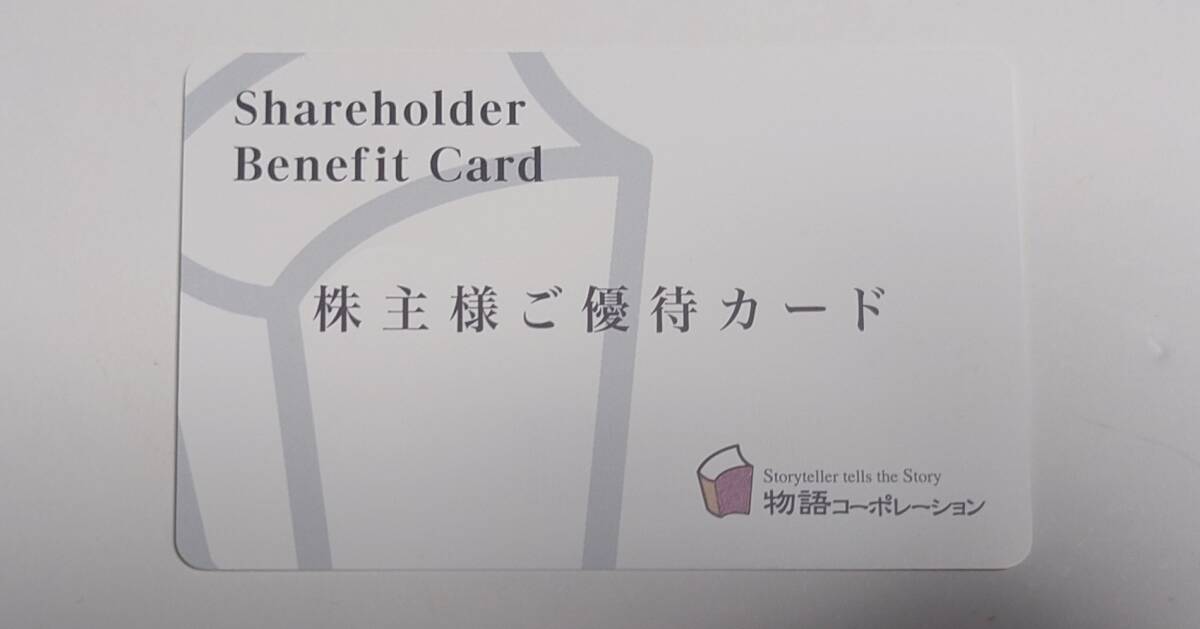 Shareholder
Benefit Card
株主様ご優待カード
Storyteller tells the Story
物語コーポレーション